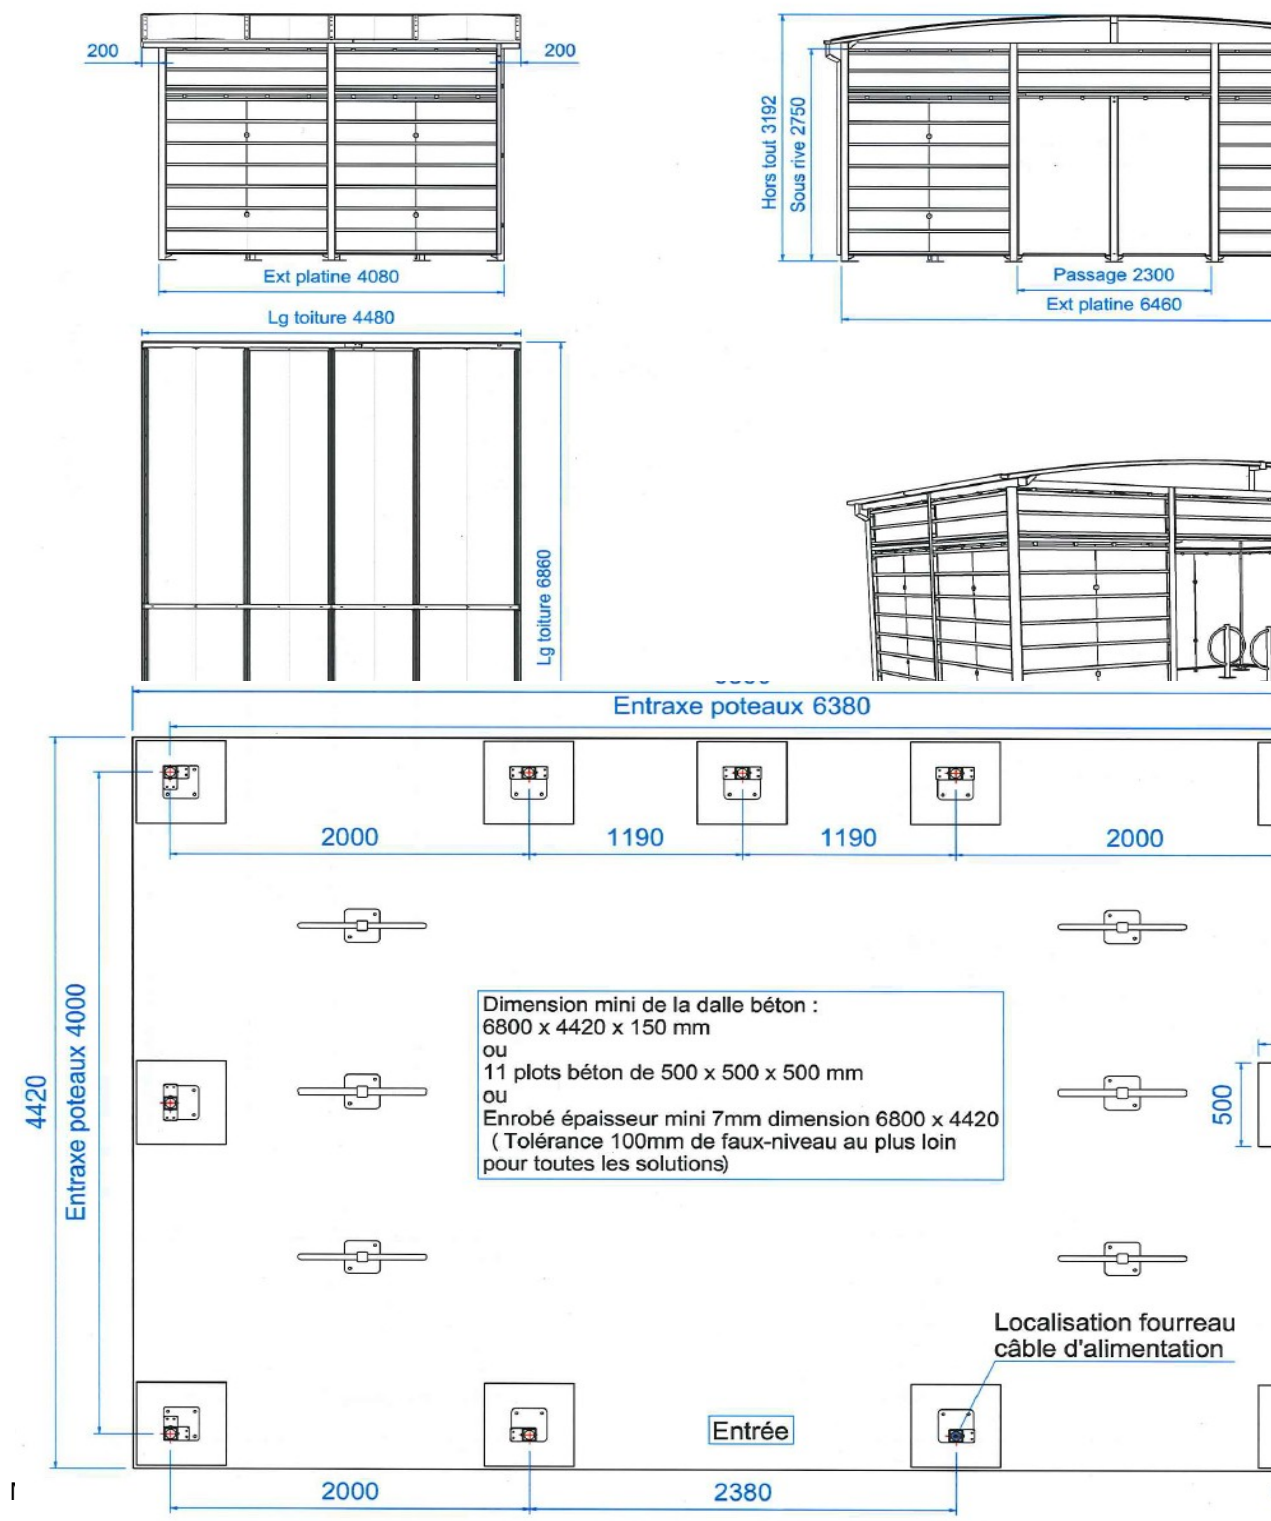 200
200
Ext platine 4080
Hors tout 3192
Sous rive 2750
Passage 2300
Ext platine 6460
Lg toiture 4480
Lg toiture 6860
Entraxe poteaux 6380
2000
1190
1190
2000
4420
Entraxe poteaux 4000
Dimension mini de la dalle béton :
6800 x 4420 x 150 mm
ou
11 plots béton de 500 x 500 x 500 mm
ou
Enrobé épaisseur mini 7mm dimension 6800 x 4420
( Tolérance 100mm de faux-niveau au plus loin
pour toutes les solutions)
500
Localisation fourreau
câble d'alimentation
Entrée
2000
2380